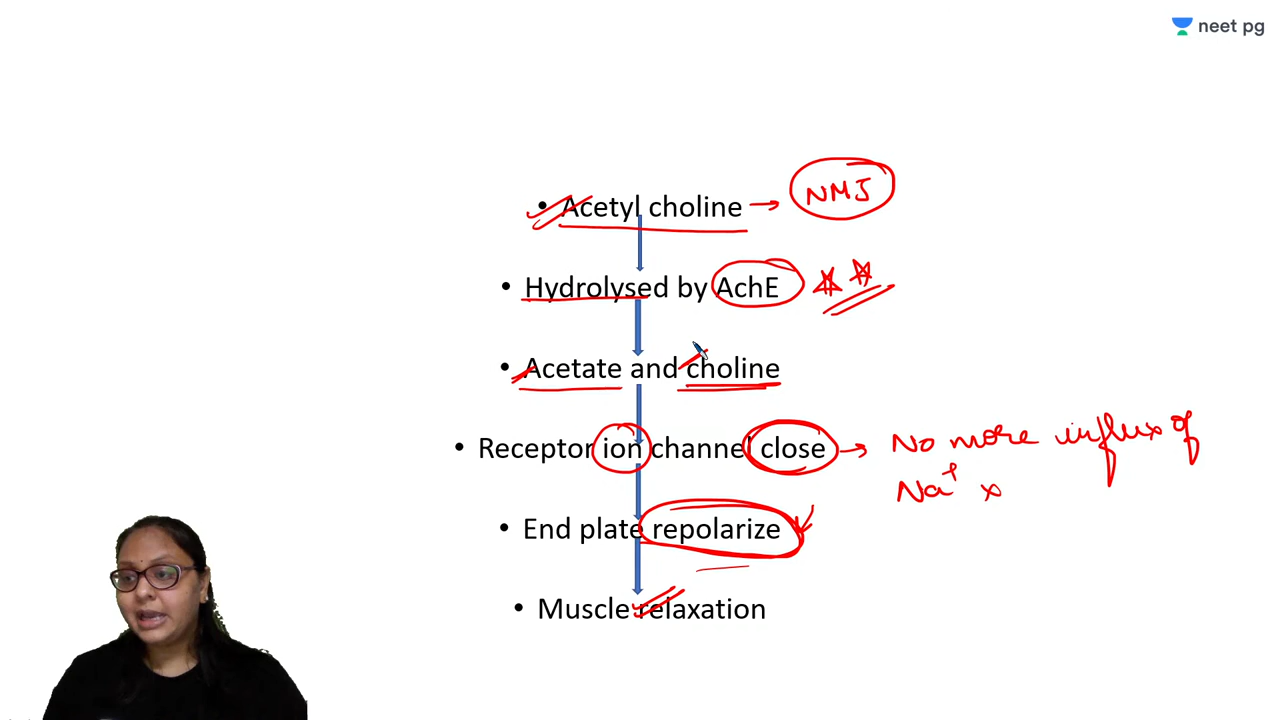 neet pg
• Acetyl choline → NMJ
• Hydrolysed by AchE
• Acetate and choline
• Receptor ion channel close → No more influx of
Na+ x
• End plate repolarize
• Muscle relaxation